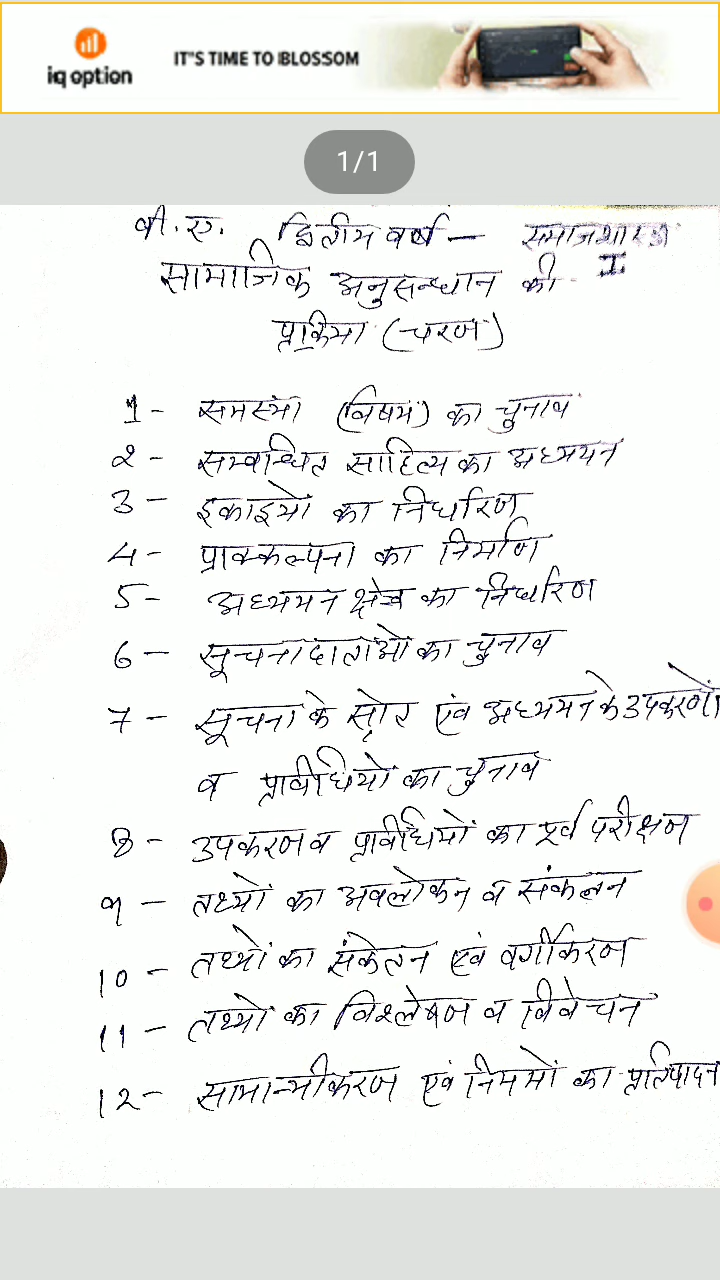 iq option
IT'S TIME TO BLOSSOM
1/1
बी.ए. द्वितीय वर्ष - समाजशास्त्र
सामाजिक अनुसन्धान की I
प्रक्रिया (चरण)
1- समस्या (विषय) का चुनाव
2- सम्बन्धित साहित्य का अध्ययन
3- इकाइयों का निर्धारण
4- प्राक्कल्पना का निर्माण
5- अध्ययन क्षेत्र का निर्धारण
6- सूचनादाताओं का चुनाव
7- सूचना के स्रोत एवं अध्ययन के उपकरणों
व प्राविधियों का चुनाव
8- उपकरण व प्राविधियों का पूर्व परीक्षण
९- तथ्यों का अवलोकन व संकलन
10- तथ्यों का संकेतन एवं वर्गीकरण
11- तथ्यों का विश्लेषण व विवेचन
12- सामान्यीकरण एवं नियमों का प्रतिपादन